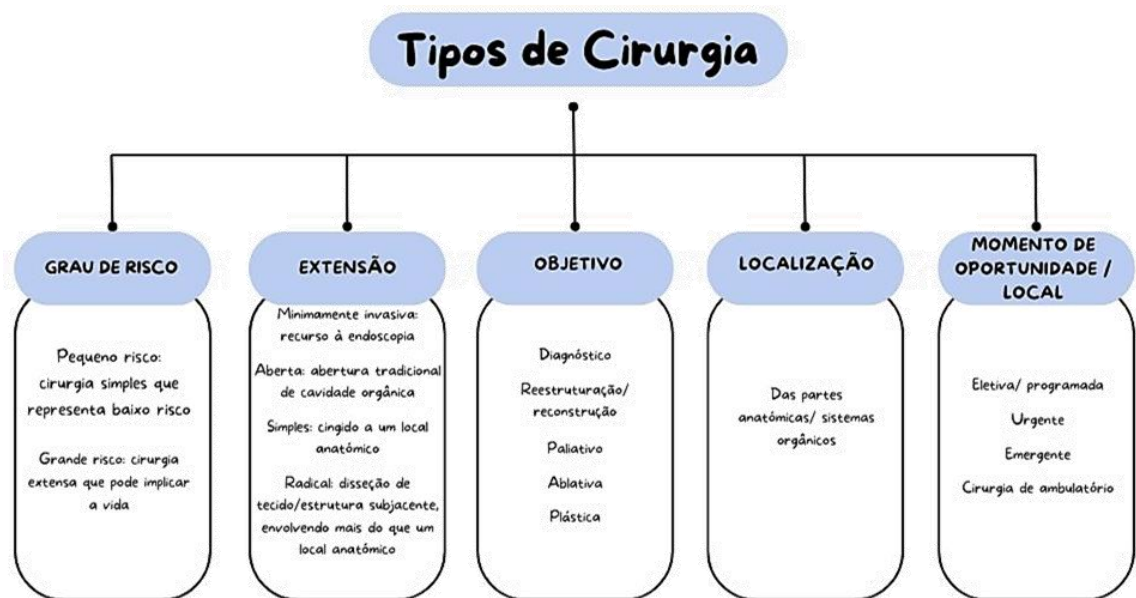 Tipos de Cirurgia
GRAU DE RISCO
Pequeno risco:
cirurgia simples que
representa baixo risco
Grande risco: cirurgia
extensa que pode implicar
a vida
EXTENSÃO
Minimamente invasiva:
recurso à endoscopia
Aberta: abertura tradicional
de cavidade orgânica
Simples: cingido a um local
anatómico
Radical: disseção de
tecido/estrutura subjacente,
envolvendo mais do que um
local anatómico
OBJETIVO
Diagnóstico
Reestruturação/
reconstrução
Paliativo
Ablativa
Plástica
LOCALIZAÇÃO
Das partes
anatómicas/ sistemas
orgânicos
MOMENTO DE
OPORTUNIDADE /
LOCAL
Eletiva/ programada
Urgente
Emergente
Cirurgia de ambulatório